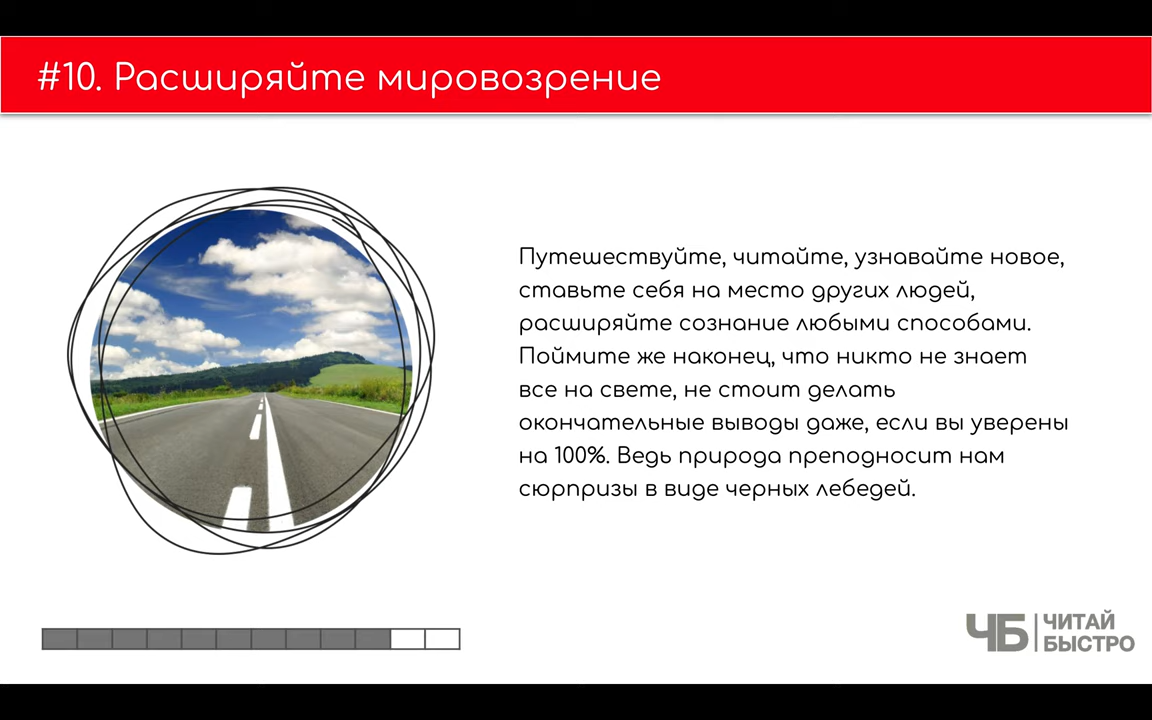 #10. Расширяйте мировозрение
Путешествуйте, читайте, узнавайте новое,
ставьте себя на место других людей,
расширяйте сознание любыми способами.
Поймите же наконец, что никто не знает
все на свете, не стоит делать
окончательные выводы даже, если вы уверены
на 100%. Ведь природа преподносит нам
сюрпризы в виде черных лебедей.
ЧБ
ЧИТАЙ
БЫСТРО